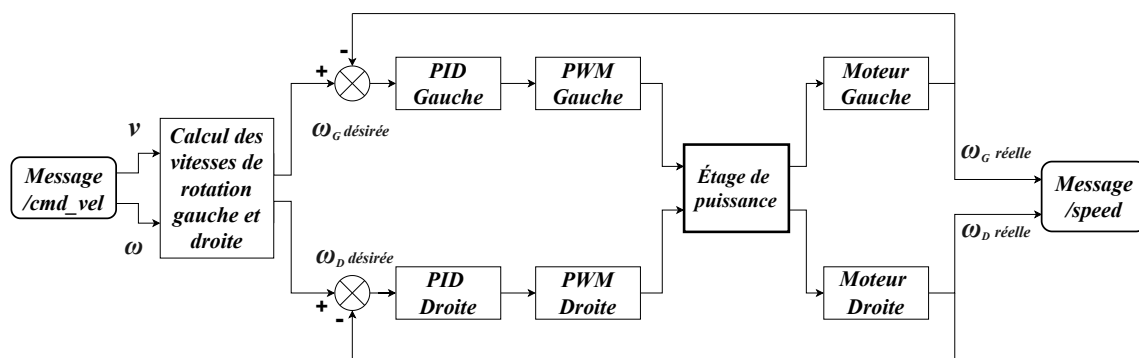 Message
/cmd_vel
v
ω
Calcul des
vitesses de
rotation
gauche et
droite
+
-
ω_G désirée
PID
Gauche
PWM
Gauche
ω_D désirée
+
-
PID
Droite
PWM
Droite
Étage de
puissance
Moteur
Gauche
Moteur
Droite
ω_G réelle
ω_D réelle
Message
/speed